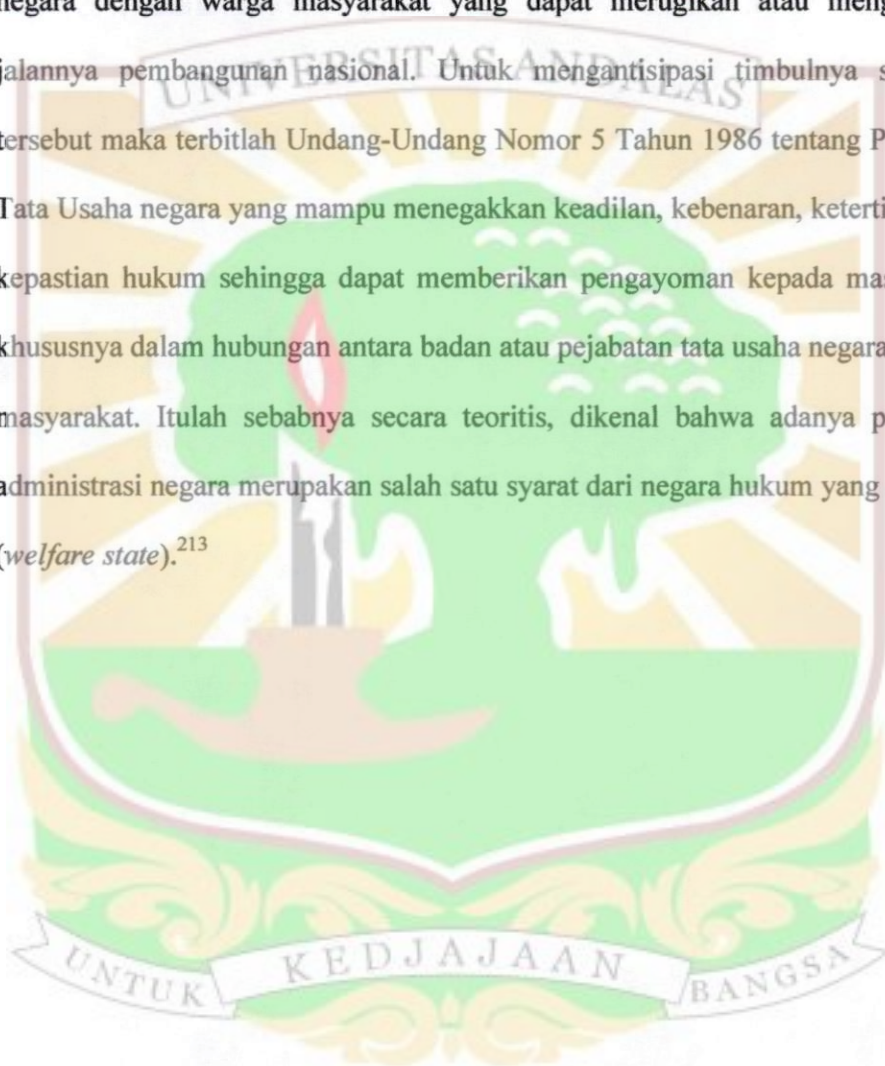 negara dengan warga masyarakat yang dapat merugikan atau meng
jalannya pembangunan nasional. Untuk mengantisipasi timbulnya s
tersebut maka terbitlah Undang-Undang Nomor 5 Tahun 1986 tentang P
Tata Usaha negara yang mampu menegakkan keadilan, kebenaran, keterti
kepastian hukum sehingga dapat memberikan pengayoman kepada mas
khususnya dalam hubungan antara badan atau pejabatan tata usaha negara
masyarakat. Itulah sebabnya secara teoritis, dikenal bahwa adanya p
administrasi negara merupakan salah satu syarat dari negara hukum yang
(welfare state).213
UNIVERSITAS ANDALAS
UNTUK KEDJAJAAN BANGSA